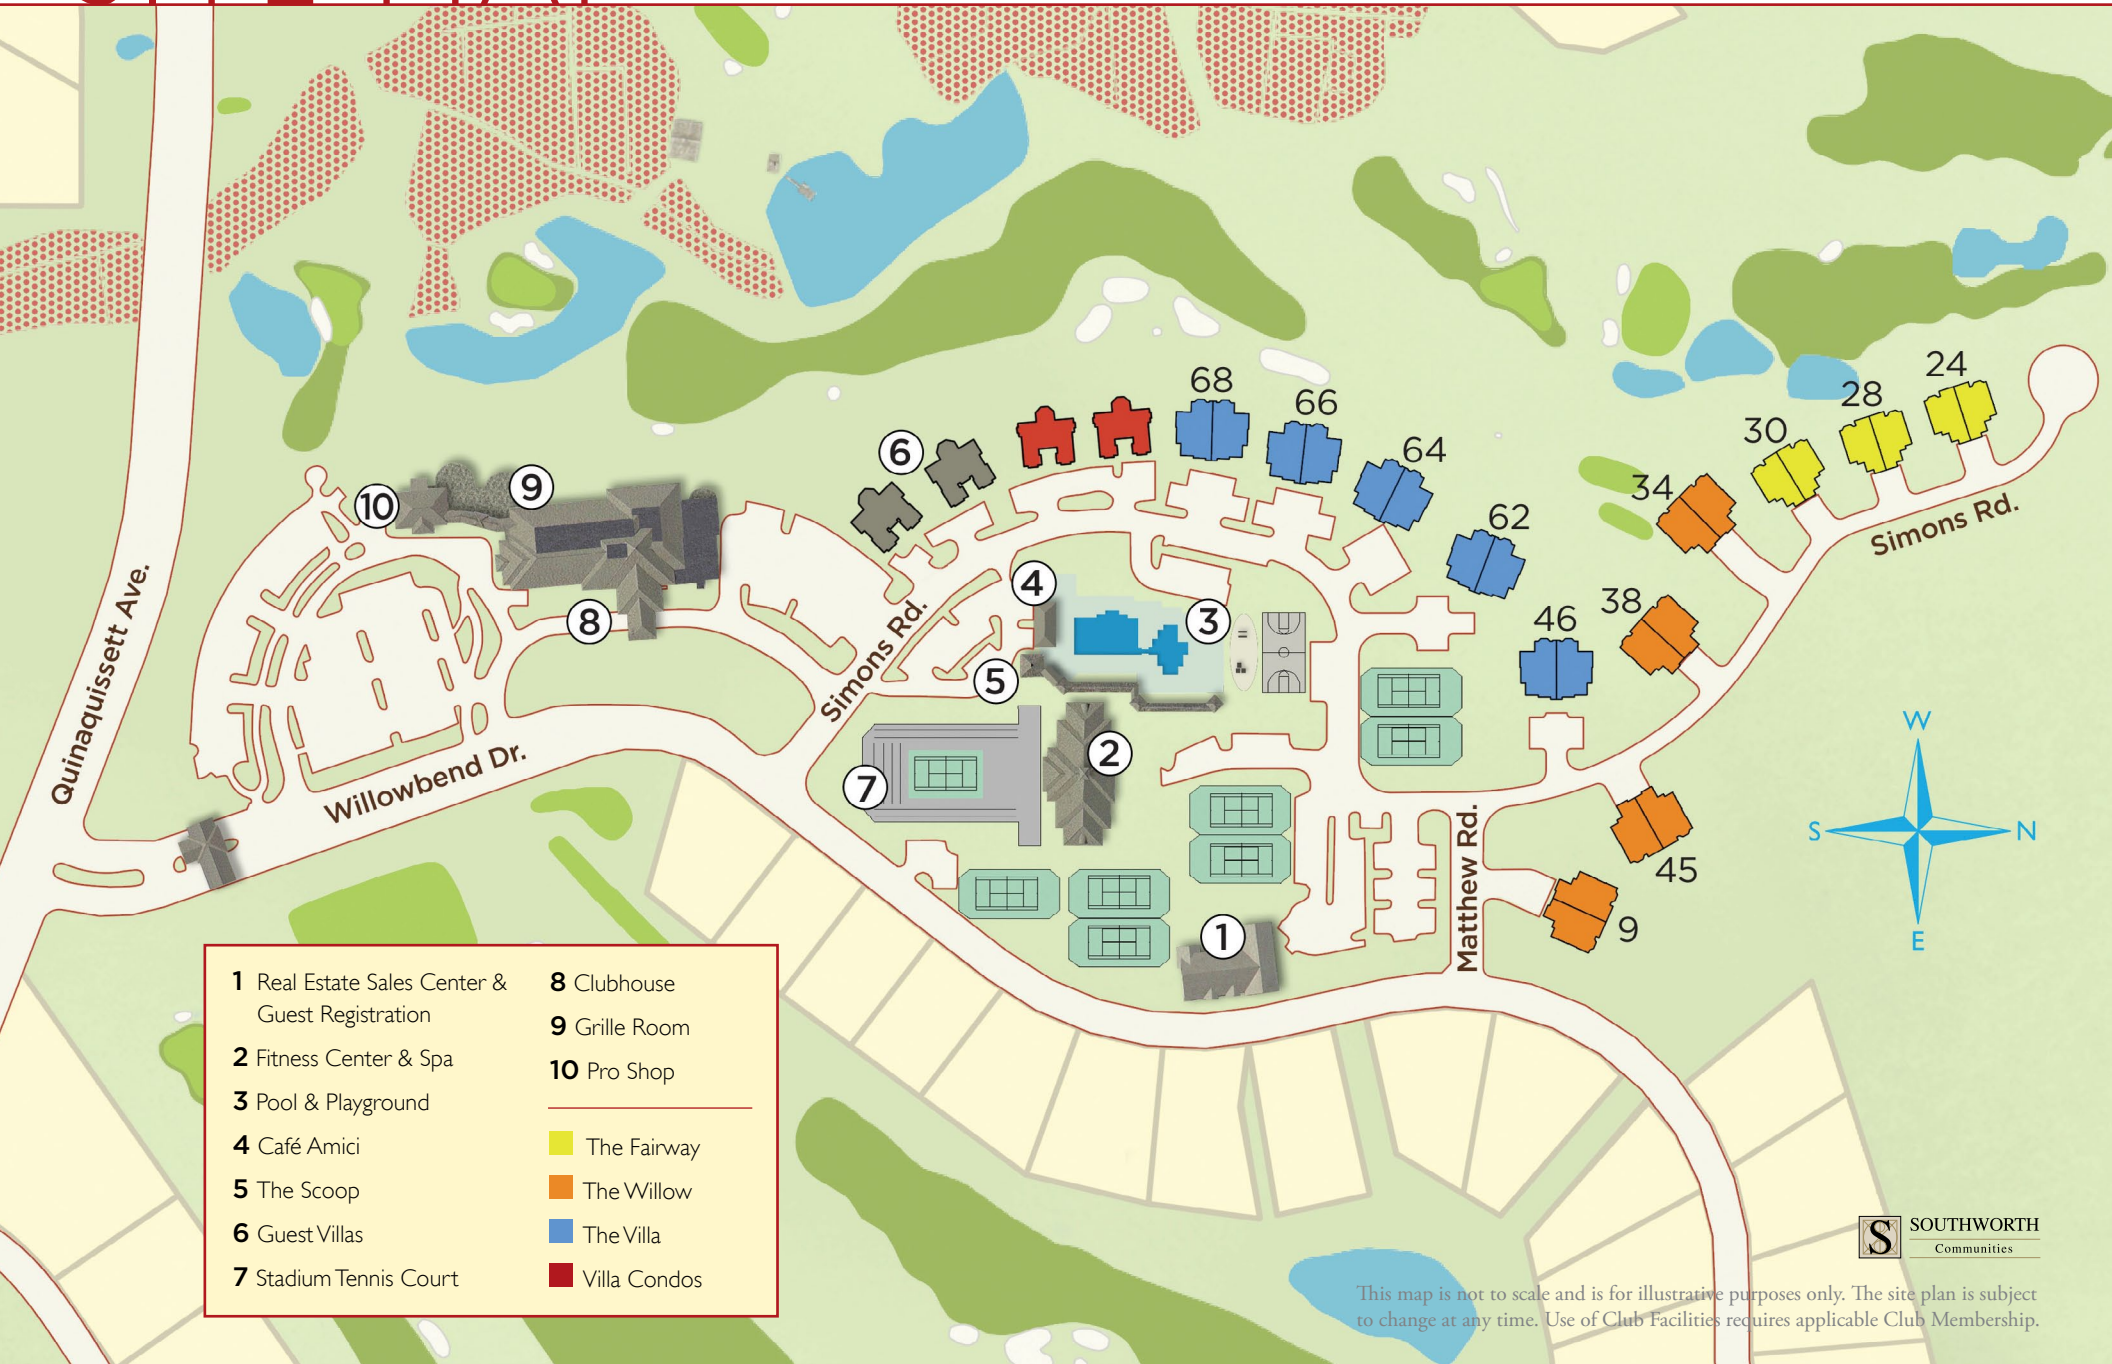 68
66
64
62
46
24
28
30
34
38
45
9
6
9
10
8
4
3
5
2
7
1
Quinaquissett Ave.
Willowbend Dr.
Simons Rd.
Simons Rd.
Matthew Rd.
W
S
N
E
1 Real Estate Sales Center &
Guest Registration
2 Fitness Center & Spa
3 Pool & Playground
4 Café Amici
5 The Scoop
6 Guest Villas
7 Stadium Tennis Court
8 Clubhouse
9 Grille Room
10 Pro Shop
The Fairway
The Willow
The Villa
Villa Condos
S
SOUTHWORTH
Communities
This map is not to scale and is for illustrative purposes only. The site plan is subject
to change at any time. Use of Club Facilities requires applicable Club Membership.